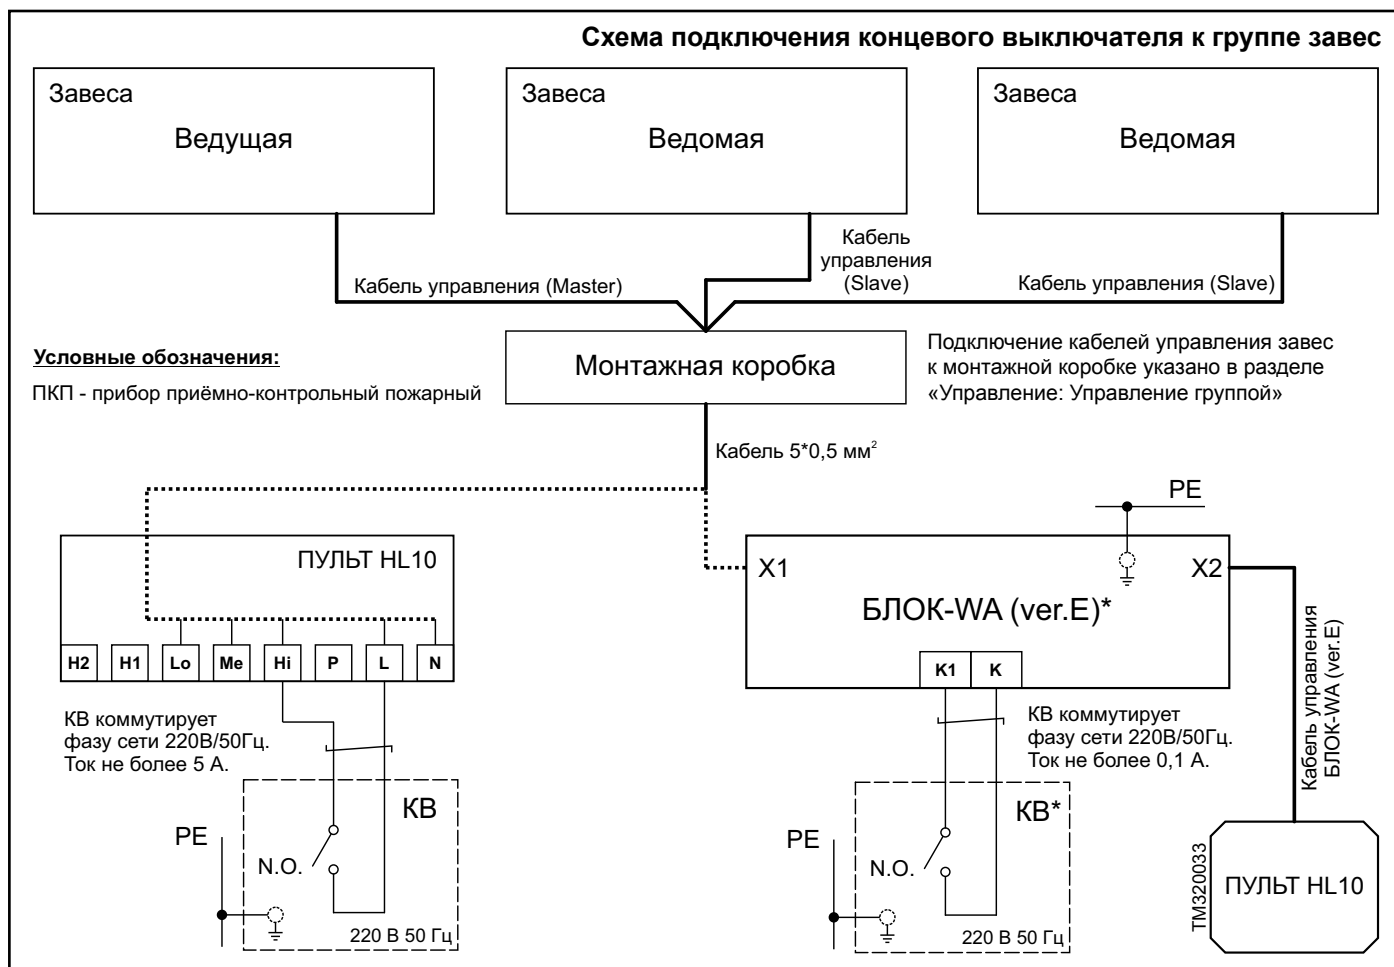 Схема подключения концевого выключателя к группе завес
Завеса
Ведущая
Завеса
Ведомая
Завеса
Ведомая
Кабель управления (Master)
Кабель
управления
(Slave)
Кабель управления (Slave)
Условные обозначения:
ПКП - прибор приёмно-контрольный пожарный
Монтажная коробка
Подключение кабелей управления завес
к монтажной коробке указано в разделе
«Управление: Управление группой»
Кабель 5*0,5 мм²
ПУЛЬТ HL10
H2 H1 Lo Me Hi P L N
КВ коммутирует
фазу сети 220В/50Гц.
Ток не более 5 А.
КВ
PE
N.O.
220 В 50 Гц
PE
X1
X2
БЛОК-WA (ver.E)*
K1 K
КВ коммутирует
фазу сети 220В/50Гц.
Ток не более 0,1 А.
КВ*
PE
N.O.
220 В 50 Гц
Кабель управления
БЛОК-WA (ver.E)
TM320033
ПУЛЬТ HL10